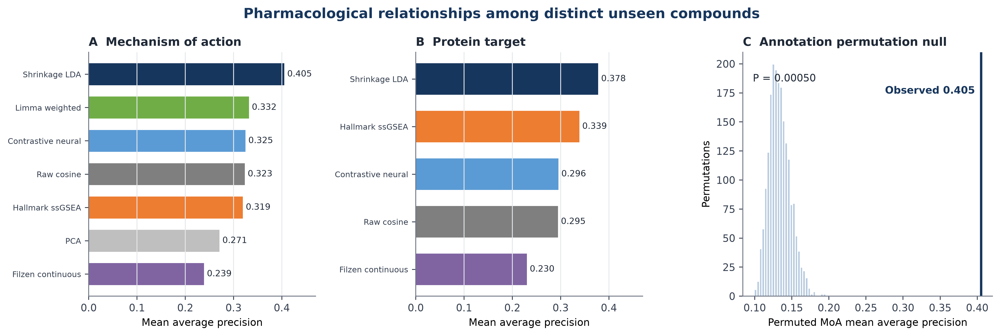 Pharmacological relationships among distinct unseen compounds
A Mechanism of action
Shrinkage LDA
0.405
Limma weighted
0.332
Contrastive neural
0.325
Raw cosine
0.323
Hallmark ssGSEA
0.319
PCA
0.271
Filzen continuous
0.239
0.0 0.1 0.2 0.3 0.4
Mean average precision
B Protein target
Shrinkage LDA
0.378
Hallmark ssGSEA
0.339
Contrastive neural
0.296
Raw cosine
0.295
Filzen continuous
0.230
0.0 0.1 0.2 0.3 0.4
Mean average precision
C Annotation permutation null
Permutations
200
175
150
125
100
75
50
25
0
P = 0.00050
Observed 0.405
0.10 0.15 0.20 0.25 0.30 0.35 0.40
Permuted MoA mean average precision